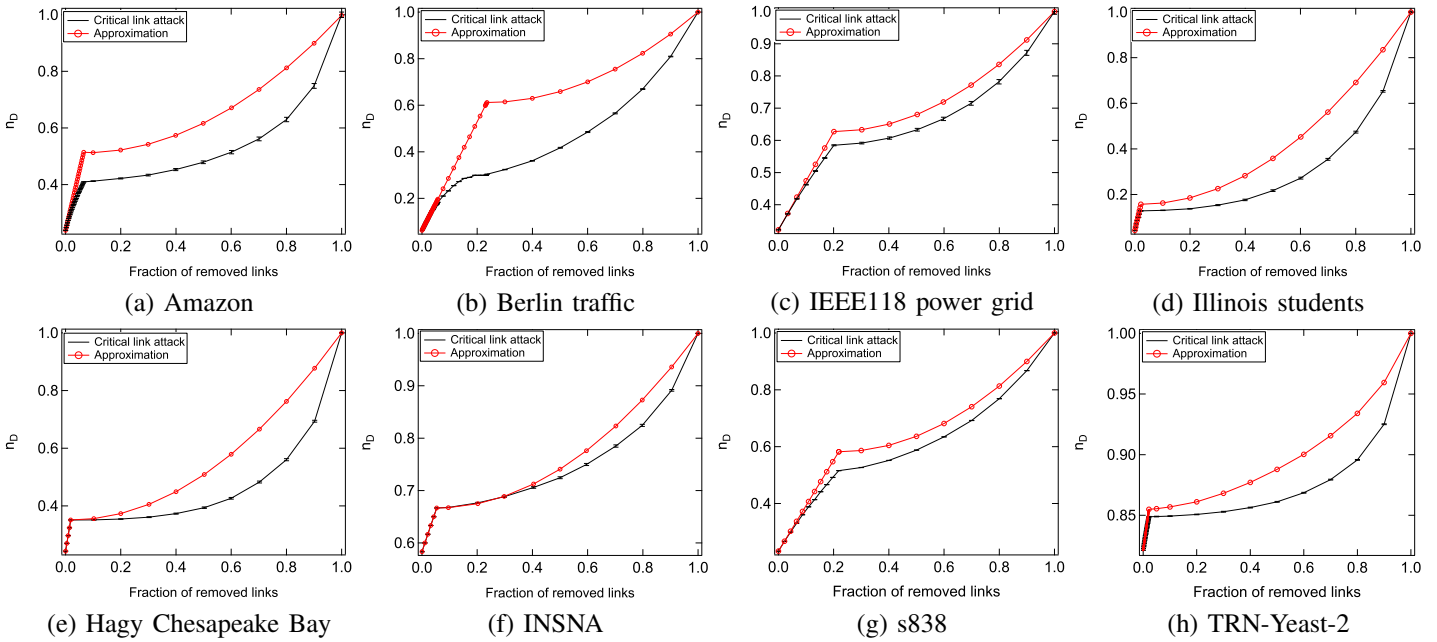 Critical link attack
Approximation
n_D
1.0
0.8
0.6
0.4
0.0 0.2 0.4 0.6 0.8 1.0
Fraction of removed links
(a) Amazon
Critical link attack
Approximation
n_D
1.0
0.8
0.6
0.4
0.2
0.0 0.2 0.4 0.6 0.8 1.0
Fraction of removed links
(b) Berlin traffic
Critical link attack
Approximation
n_D
1.0
0.9
0.8
0.7
0.6
0.5
0.4
0.0 0.2 0.4 0.6 0.8 1.0
Fraction of removed links
(c) IEEE118 power grid
Critical link attack
Approximation
n_D
1.0
0.8
0.6
0.4
0.2
0.0 0.2 0.4 0.6 0.8 1.0
Fraction of removed links
(d) Illinois students
Critical link attack
Approximation
n_D
1.0
0.8
0.6
0.4
0.0 0.2 0.4 0.6 0.8 1.0
Fraction of removed links
(e) Hagy Chesapeake Bay
Critical link attack
Approximation
n_D
1.0
0.9
0.8
0.7
0.6
0.0 0.2 0.4 0.6 0.8 1.0
Fraction of removed links
(f) INSNA
Critical link attack
Approximation
n_D
1.0
0.8
0.6
0.4
0.0 0.2 0.4 0.6 0.8 1.0
Fraction of removed links
(g) s838
Critical link attack
Approximation
n_D
1.00
0.95
0.90
0.85
0.0 0.2 0.4 0.6 0.8 1.0
Fraction of removed links
(h) TRN-Yeast-2